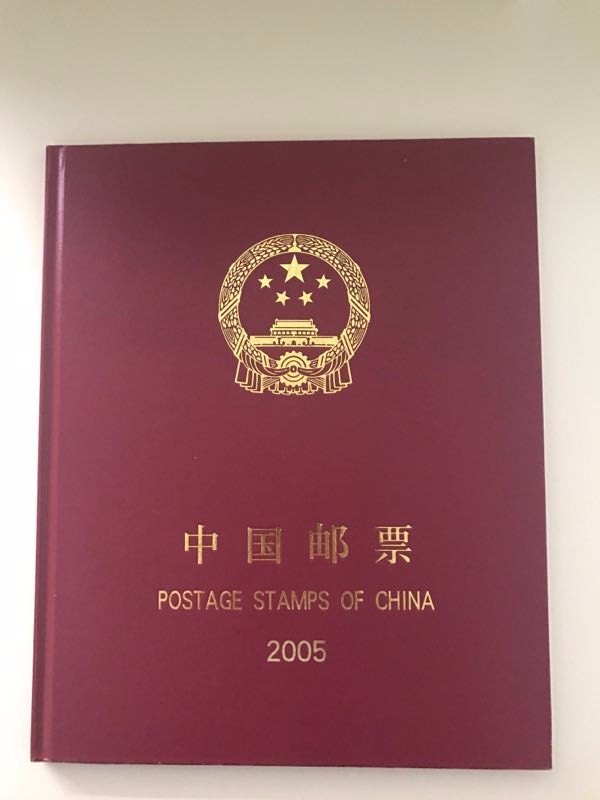 中国邮票
POSTAGE STAMPS OF CHINA
2005